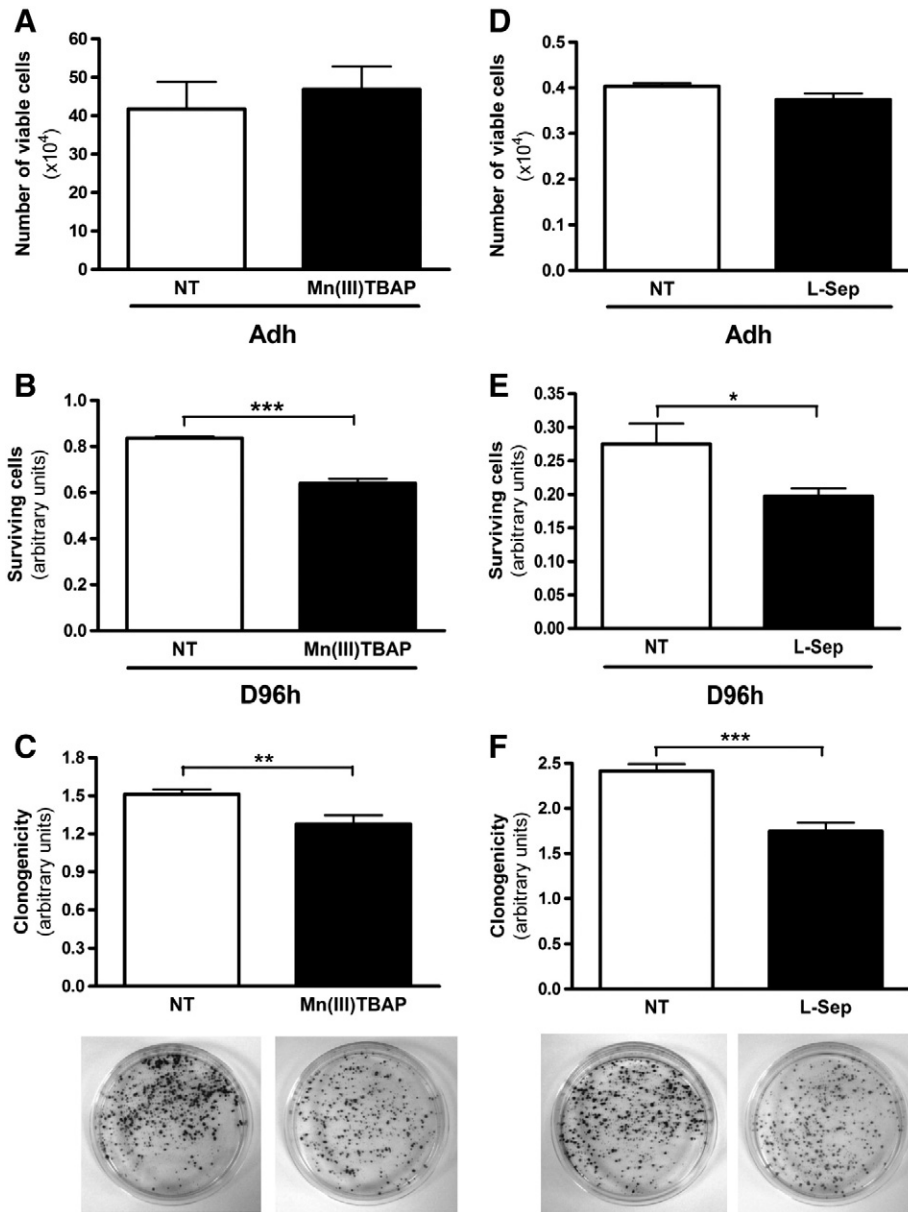 A
Number of viable cells
(x10⁴)
60
50
40
30
20
10
0
NT Mn(III)TBAP
Adh
D
Number of viable cells
(x10⁴)
0.5
0.4
0.3
0.2
0.1
0.0
NT L-Sep
Adh
B
Surviving cells
(arbitrary units)
1.0
0.8
0.6
0.4
0.2
0.0
***
NT Mn(III)TBAP
D96h
E
Surviving cells
(arbitrary units)
0.35
0.30
0.25
0.20
0.15
0.10
0.05
0.00
*
NT L-Sep
D96h
C
Clonogenicity
(arbitrary units)
1.8
1.5
1.2
0.9
0.6
0.3
0.0
**
NT Mn(III)TBAP
F
Clonogenicity
(arbitrary units)
2.5
2.0
1.5
1.0
0.5
0.0
***
NT L-Sep